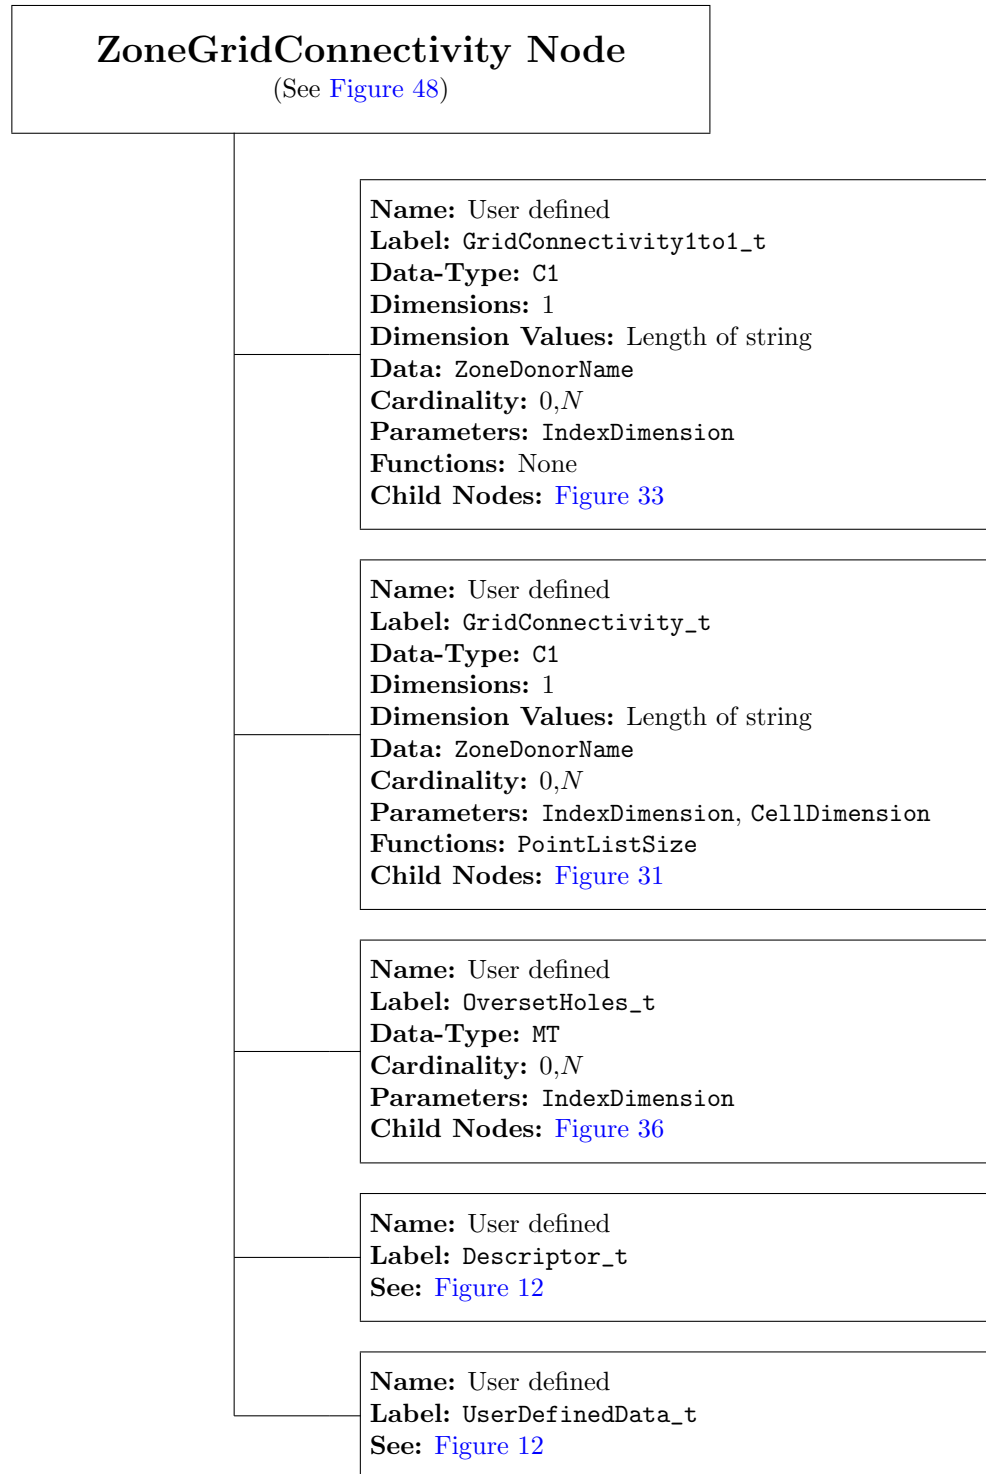 ZoneGridConnectivity Node
(See Figure 48)
Name: User defined
Label: GridConnectivity1to1_t
Data-Type: C1
Dimensions: 1
Dimension Values: Length of string
Data: ZoneDonorName
Cardinality: 0,N
Parameters: IndexDimension
Functions: None
Child Nodes: Figure 33
Name: User defined
Label: GridConnectivity_t
Data-Type: C1
Dimensions: 1
Dimension Values: Length of string
Data: ZoneDonorName
Cardinality: 0,N
Parameters: IndexDimension, CellDimension
Functions: PointListSize
Child Nodes: Figure 31
Name: User defined
Label: OversetHoles_t
Data-Type: MT
Cardinality: 0,N
Parameters: IndexDimension
Child Nodes: Figure 36
Name: User defined
Label: Descriptor_t
See: Figure 12
Name: User defined
Label: UserDefinedData_t
See: Figure 12